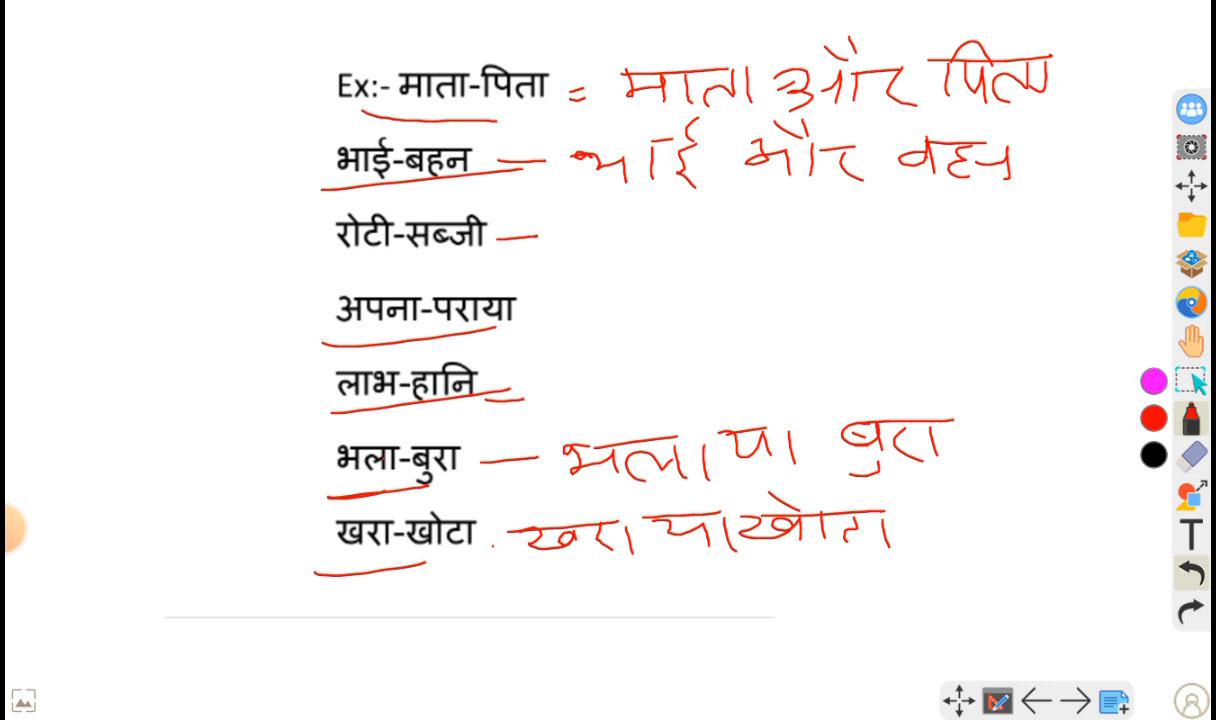 Ex:- माता-पिता = माता और पिता
भाई-बहन — भाई और बहन
रोटी-सब्जी —
अपना-पराया
लाभ-हानि =
भला-बुरा — भला या बुरा
खरा-खोटा खरा या खोटा